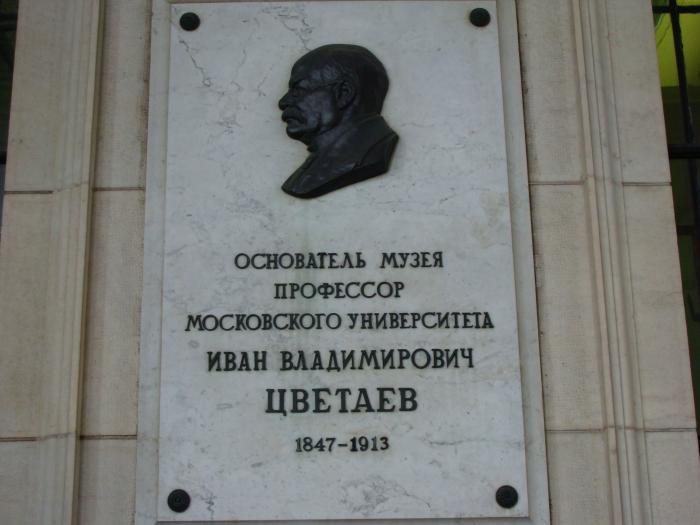 ОСНОВАТЕЛЬ МУЗЕЯ
ПРОФЕССОР
МОСКОВСКОГО УНИВЕРСИТЕТА
ИВАН ВЛАДИМИРОВИЧ
ЦВЕТАЕВ
1847-1913